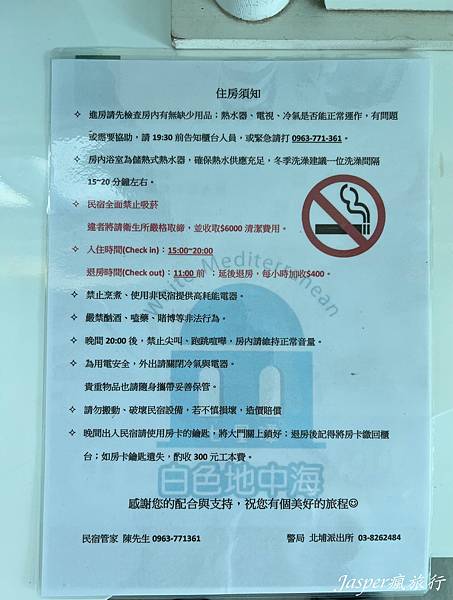 住房須知
✧ 進房請先檢查房內有無缺少用品；熱水器、電視、冷氣是否能正常運作，有問題
或需要協助，請 19:30 前告知櫃台人員，或緊急請打 0963-771-361。
✧ 房內浴室為儲熱式熱水器，確保熱水供應充足，冬季洗澡建議一位洗澡間隔
15~20 分鐘左右。
✧ 民宿全面禁止吸菸
違者將請衛生所嚴格取締，並收取$6000 清潔費用。
✧ 入住時間(Check in)：15:00~20:00
退房時間(Check out)：11:00 前 ；延後退房，每小時加收$400。
✧ 禁止烹煮、使用非民宿提供高耗能電器。
✧ 嚴禁酗酒、嗑藥、賭博等非法行為。
✧ 晚間 20:00 後，禁止尖叫、跑跳喧嘩，房內請維持正常音量。
✧ 為用電安全，外出請關閉冷氣與電器。
貴重物品也請隨身攜帶妥善保管。
✧ 請勿搬動、破壞民宿設備，若不慎損壞，造價賠償
✧ 晚間出入民宿請使用房卡的鑰匙，將大門關上鎖好；退房後記得將房卡繳回櫃
台；如房卡鑰匙遺失，酌收 300 元工本費。
White Mediterranean
白色地中海
感謝您的配合與支持，祝您有個美好的旅程☺
民宿管家 陳先生 0963-771361 警局 北埔派出所 03-8262484
Jasper瘋旅行